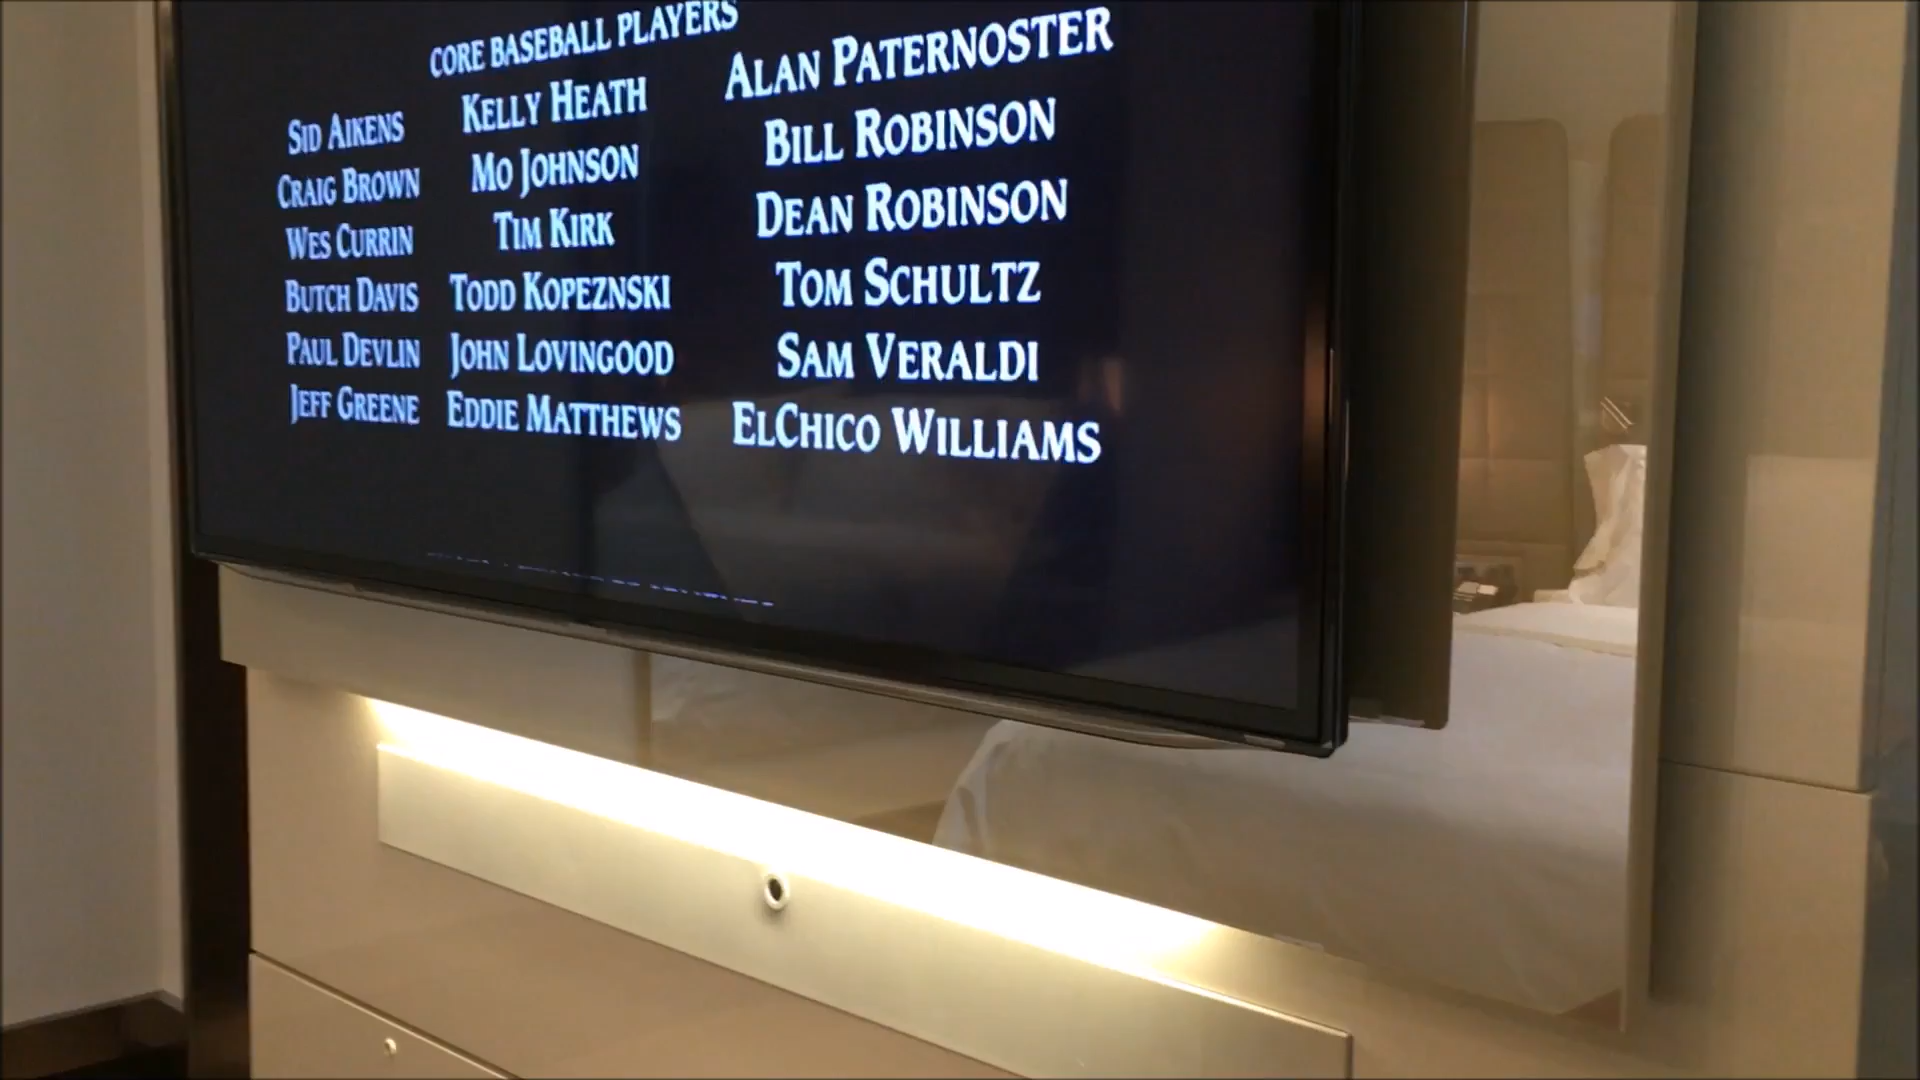 CORE BASEBALL PLAYERS
SID AIKENS KELLY HEATH ALAN PATERNOSTER
CRAIG BROWN MO JOHNSON BILL ROBINSON
WES CURRIN TIM KIRK DEAN ROBINSON
BUTCH DAVIS TODD KOPEZNSKI TOM SCHULTZ
PAUL DEVLIN JOHN LOVINGOOD SAM VERALDI
JEFF GREENE EDDIE MATTHEWS ELCHICO WILLIAMS